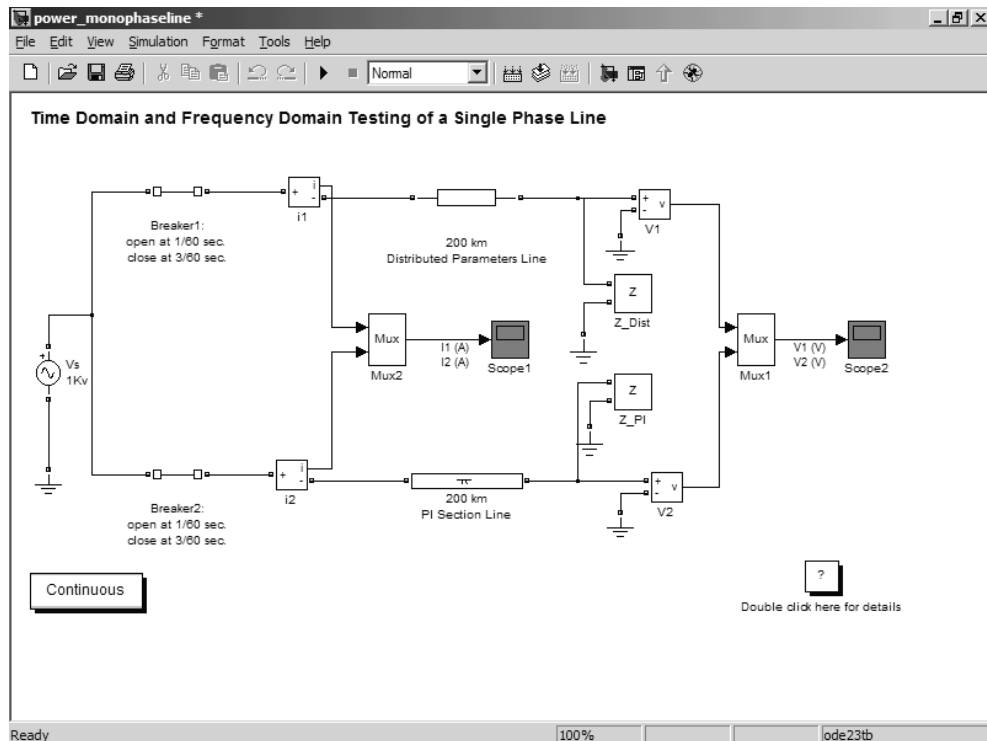 power_monophaseline *
File Edit View Simulation Format Tools Help
Normal
Time Domain and Frequency Domain Testing of a Single Phase Line
+ i -
i1
Breaker1:
open at 1/60 sec.
close at 3/60 sec.
200 km
Distributed Parameters Line
+ - v
V1
Z
Z_Dist
+
Vs
1Kv
Mux
Mux2
I1 (A)
I2 (A)
Scope1
Mux
Mux1
V1 (V)
V2 (V)
Scope2
Z
Z_PI
+ i -
i2
Breaker2:
open at 1/60 sec.
close at 3/60 sec.
200 km
PI Section Line
+ - v
V2
Continuous
?
Double click here for details
Ready 100% ode23tb